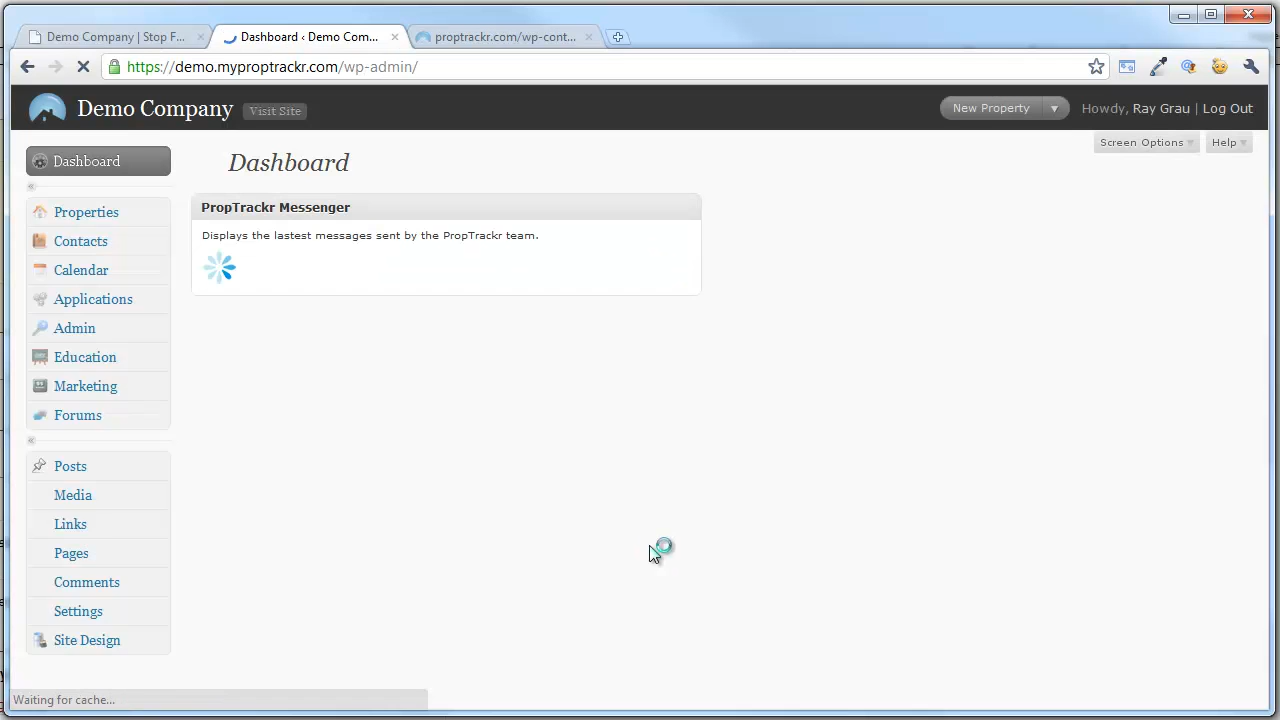 Demo Company | Stop F...
Dashboard ‹ Demo Com...
proptrackr.com/wp-cont...
https://demo.myproptrackr.com/wp-admin/
Demo Company
Visit Site
New Property
Howdy, Ray Grau | Log Out
Screen Options
Help
Dashboard
Dashboard
Properties
Contacts
Calendar
Applications
Admin
Education
Marketing
Forums
Posts
Media
Links
Pages
Comments
Settings
Site Design
PropTrackr Messenger
Displays the lastest messages sent by the PropTrackr team.
Waiting for cache...